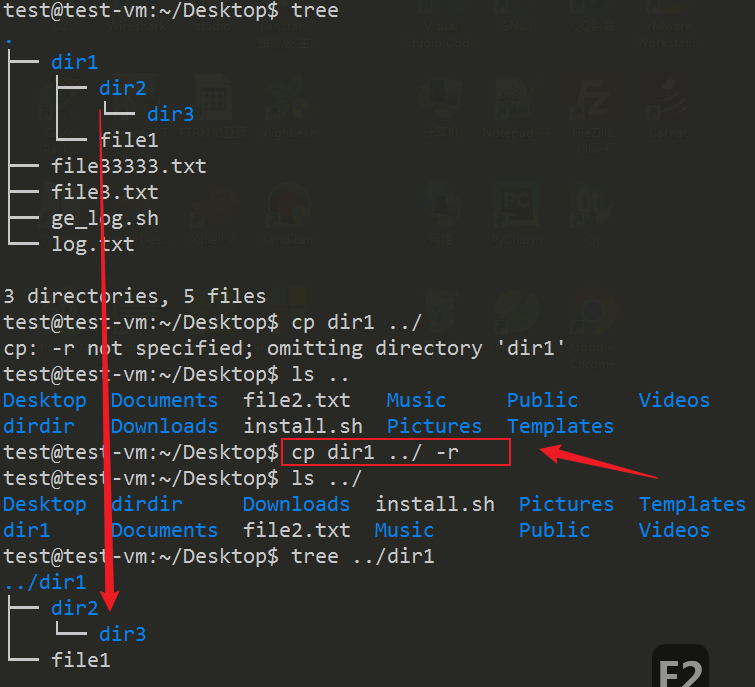 test@test-vm:~/Desktop$ tree
.
├── dir1
│   ├── dir2
│   │   └── dir3
│   └── file1
├── file33333.txt
├── file3.txt
├── ge_log.sh
└── log.txt
3 directories, 5 files
test@test-vm:~/Desktop$ cp dir1 ../
cp: -r not specified; omitting directory 'dir1'
test@test-vm:~/Desktop$ ls ..
Desktop Documents file2.txt Music Public Videos
dirdir Downloads install.sh Pictures Templates
test@test-vm:~/Desktop$ cp dir1 ../ -r
test@test-vm:~/Desktop$ ls ../
Desktop dirdir Downloads install.sh Pictures Templates
dir1 Documents file2.txt Music Public Videos
test@test-vm:~/Desktop$ tree ../dir1
../dir1
├── dir2
│   └── dir3
└── file1
F2